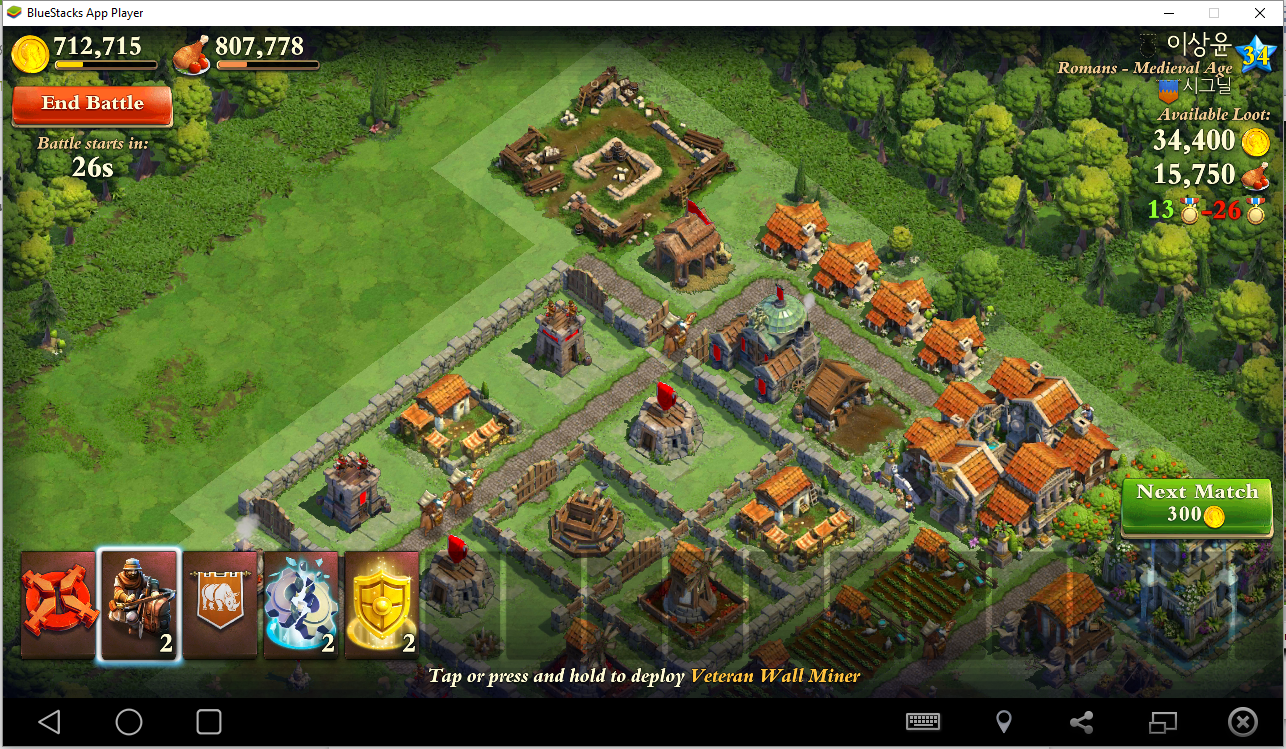 BlueStacks App Player
712,715
807,778
End Battle
Battle starts in:
26s
이상윤
34
Romans - Medieval Age
시그널
Available Loot:
34,400
15,750
13 -26
Next Match
300
2
2
2
Tap or press and hold to deploy Veteran Wall Miner